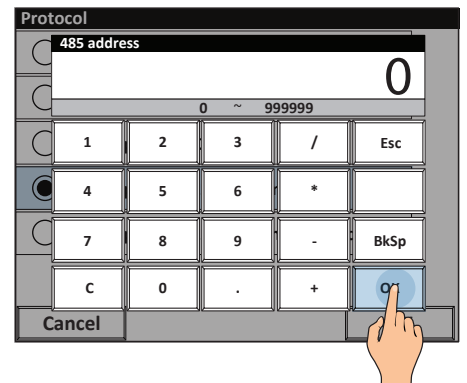 Protocol
485 address
0
0 ~ 999999
1 2 3 / Esc
4 5 6 *
7 8 9 - BkSp
C 0 . +
Cancel